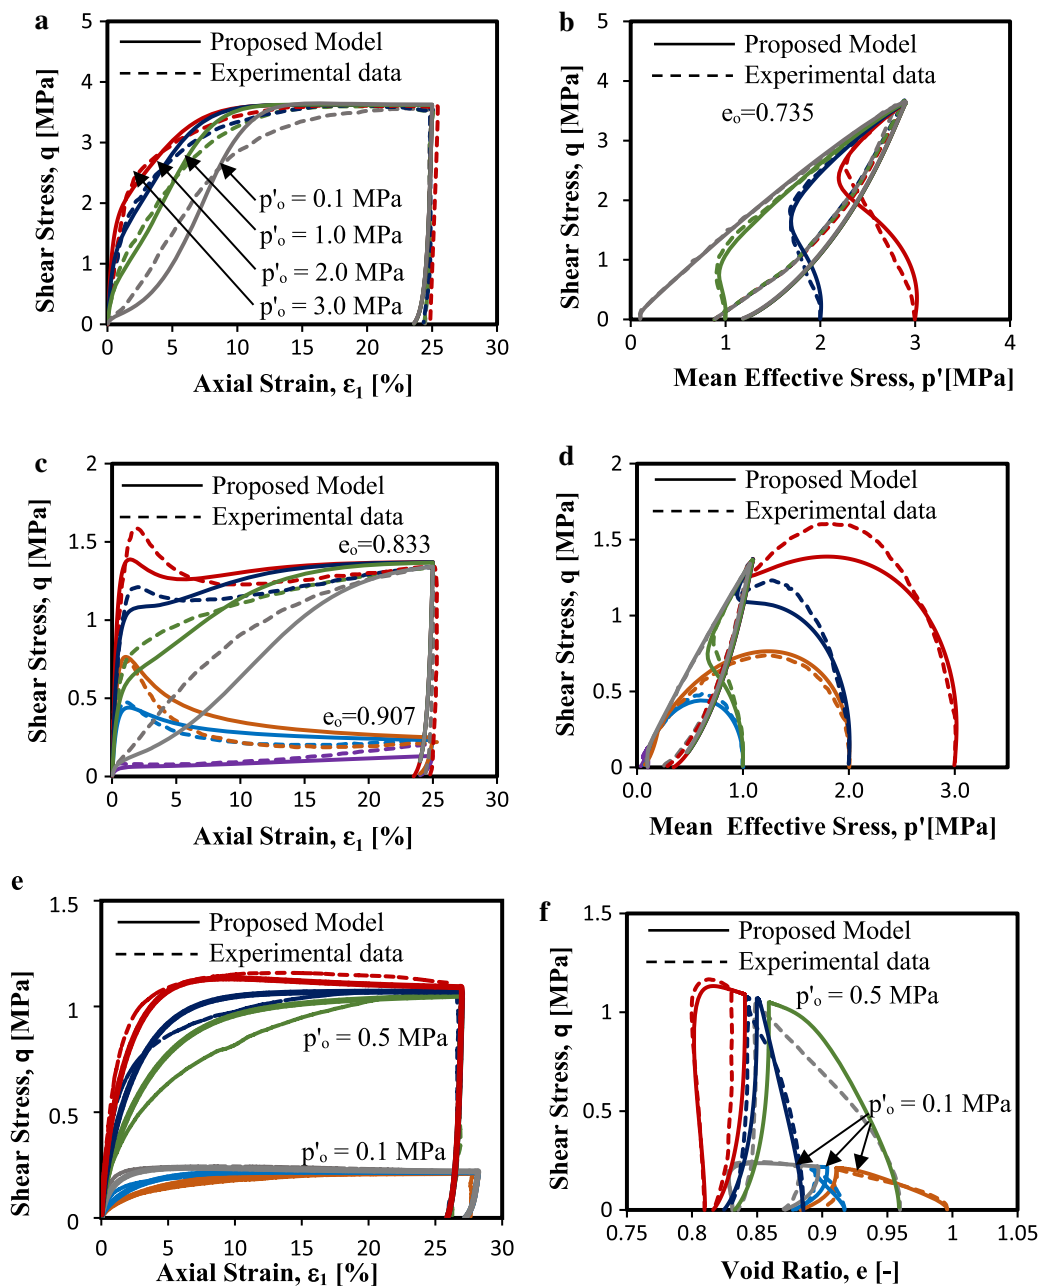 a
Proposed Model
Experimental data
p'o = 0.1 MPa
p'o = 1.0 MPa
p'o = 2.0 MPa
p'o = 3.0 MPa
5
4
3
2
1
0
0 5 10 15 20 25 30
Shear Stress, q [MPa]
Axial Strain, ε1 [%]
b
Proposed Model
Experimental data
eo=0.735
5
4
3
2
1
0
0 1 2 3 4
Shear Stress, q [MPa]
Mean Effective Sress, p'[MPa]
c
Proposed Model
Experimental data
eo=0.833
eo=0.907
2
1.5
1
0.5
0
0 5 10 15 20 25 30
Shear Stress, q [MPa]
Axial Strain, ε1 [%]
d
Proposed Model
Experimental data
2
1.5
1
0.5
0
0.0 1.0 2.0 3.0
Shear Stress, q [MPa]
Mean Effective Sress, p'[MPa]
e
Proposed Model
Experimental data
p'o = 0.5 MPa
p'o = 0.1 MPa
1.5
1
0.5
0
0 5 10 15 20 25 30
Shear Stress, q [MPa]
Axial Strain, ε1 [%]
f
Proposed Model
Experimental data
p'o = 0.5 MPa
p'o = 0.1 MPa
1.5
1
0.5
0
0.75 0.8 0.85 0.9 0.95 1 1.05
Shear Stress, q [MPa]
Void Ratio, e [-]